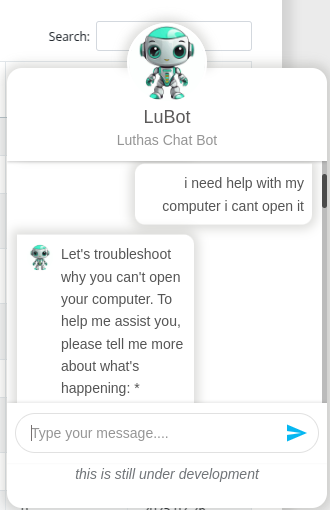 Search:
LuBot
Luthas Chat Bot
i need help with my
computer i cant open it
Let's troubleshoot
why you can't open
your computer. To
help me assist you,
please tell me more
about what's
happening: *
Type your message....
this is still under development